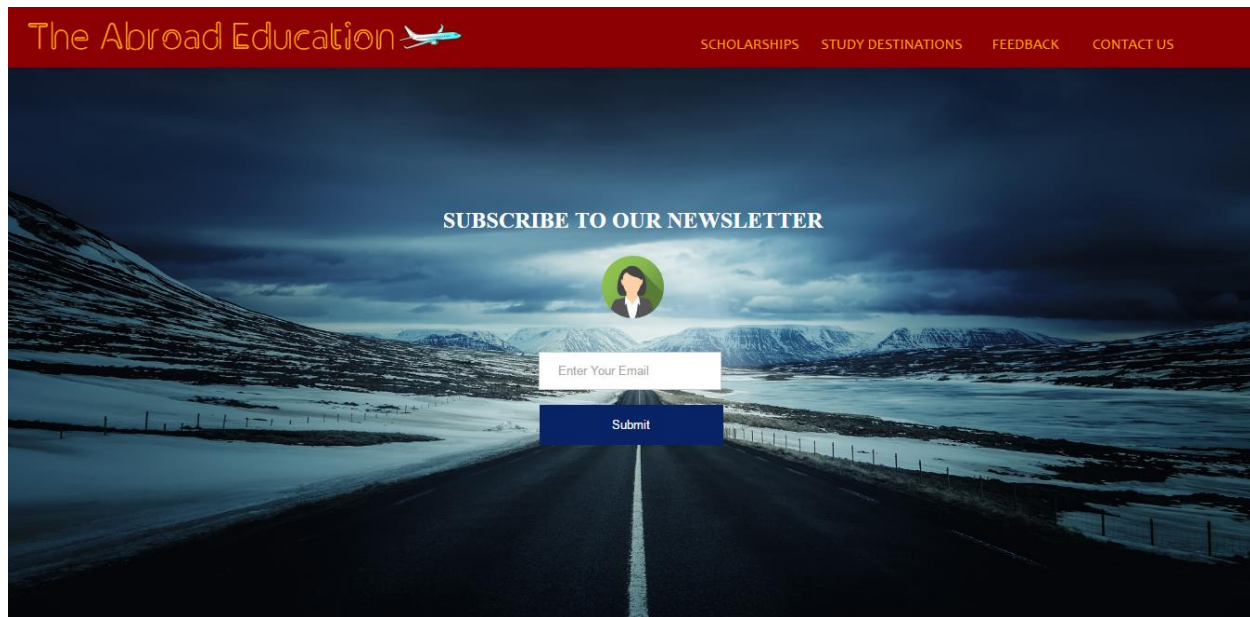 The Abroad Education
SCHOLARSHIPS STUDY DESTINATIONS FEEDBACK CONTACT US
SUBSCRIBE TO OUR NEWSLETTER
Enter Your Email
Submit